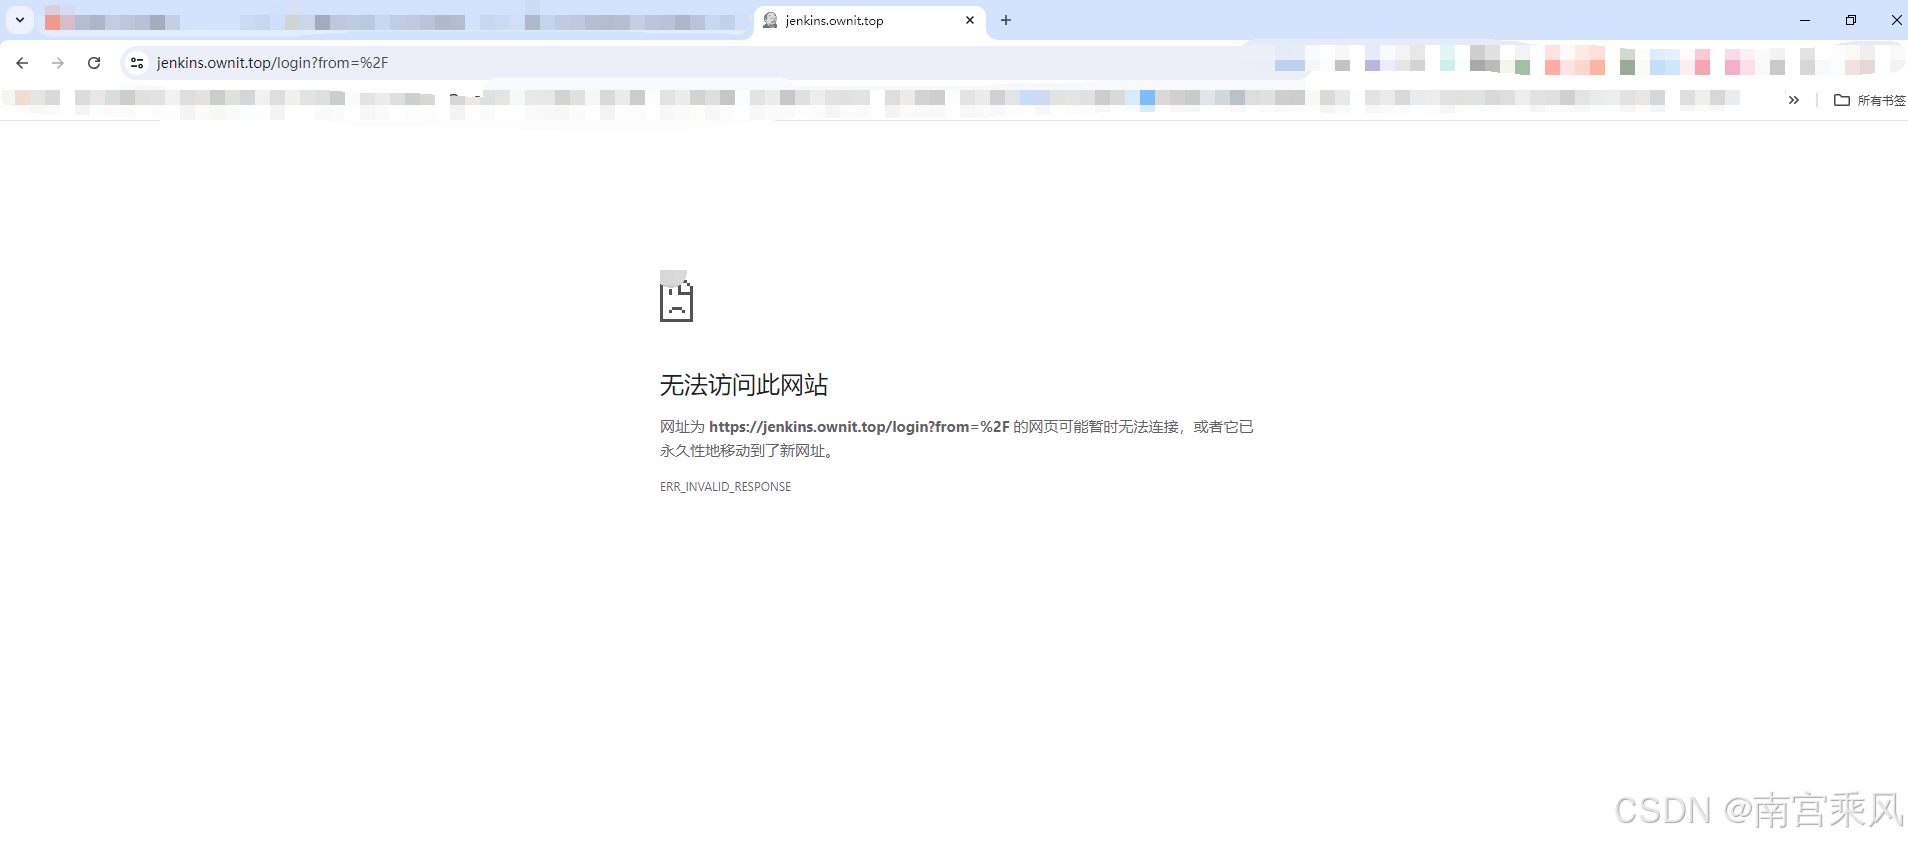 jenkins.ownit.top
jenkins.ownit.top/login?from=%2F
所有书签
无法访问此网站
网址为 https://jenkins.ownit.top/login?from=%2F 的网页可能暂时无法连接，或者它已
永久性地移动到了新网址。
ERR_INVALID_RESPONSE
CSDN @南宫乘风